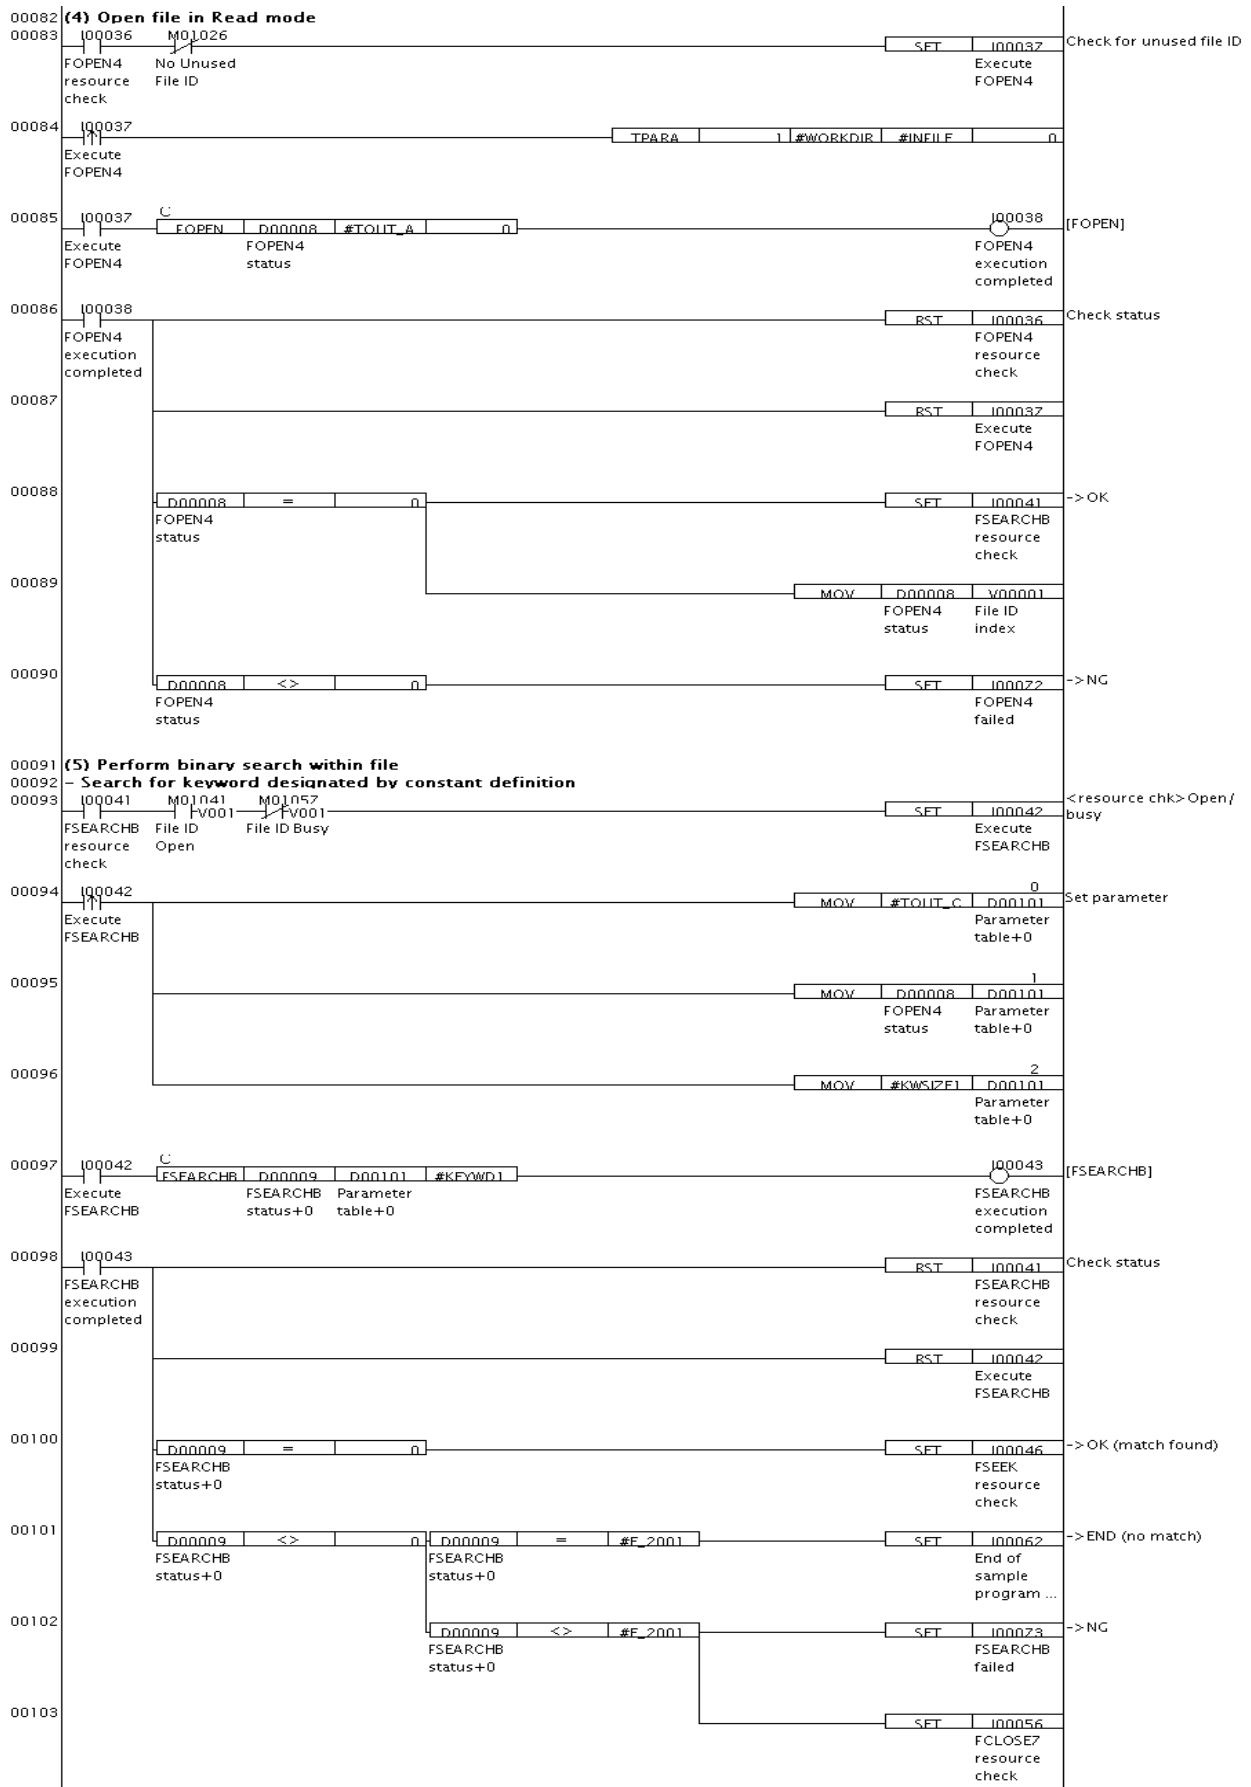 00082 (4) Open file in Read mode
00083 I00036 M01026
SET I00037 Check for unused file ID
FOPEN4 No Unused Execute
resource File ID FOPEN4
check
00084 I00037
TPARA 1 #WORKDIR #INFILE 0
Execute
FOPEN4
00085 I00037 C I00038 [FOPEN]
FOPEN D00008 #TOUT_A 0
Execute FOPEN4 FOPEN4
FOPEN4 status execution
completed
00086 I00038
RST I00036 Check status
FOPEN4 FOPEN4
execution resource
completed check
00087
RST I00037
Execute
FOPEN4
00088
D00008 = 0 SET I00041 ->OK
FOPEN4 FSEARCHB
status resource
check
00089
MOV D00008 V00001
FOPEN4 File ID
status index
00090
D00008 <> 0 SET I00072 ->NG
FOPEN4 FOPEN4
status failed
00091 (5) Perform binary search within file
00092 - Search for keyword designated by constant definition
00093 I00041 M01041 M01057 <resource chk>Open/
V001 V001 SET I00042 busy
FSEARCHB File ID File ID Busy Execute
resource Open FSEARCHB
check
00094 I00042 0
MOV #TOUT_C D00101 Set parameter
Execute Parameter
FSEARCHB table+0
00095 1
MOV D00008 D00101
FOPEN4 Parameter
status table+0
00096 2
MOV #KWSIZE1 D00101
Parameter
table+0
00097 I00042 C I00043 [FSEARCHB]
FSEARCHB D00009 D00101 #KEYWD1
Execute FSEARCHB Parameter FSEARCHB
FSEARCHB status+0 table+0 execution
completed
00098 I00043
RST I00041 Check status
FSEARCHB FSEARCHB
execution resource
completed check
00099
RST I00042
Execute
FSEARCHB
00100
D00009 = 0 SET I00046 ->OK (match found)
FSEARCHB FSEEK
status+0 resource
check
00101
D00009 <> 0 D00009 = #E_2001 SET I00062 ->END (no match)
FSEARCHB FSEARCHB End of
status+0 status+0 sample
program ...
00102
D00009 <> #E_2001 SET I00073 ->NG
FSEARCHB FSEARCHB
status+0 failed
00103
SET I00056
FCLOSE7
resource
check